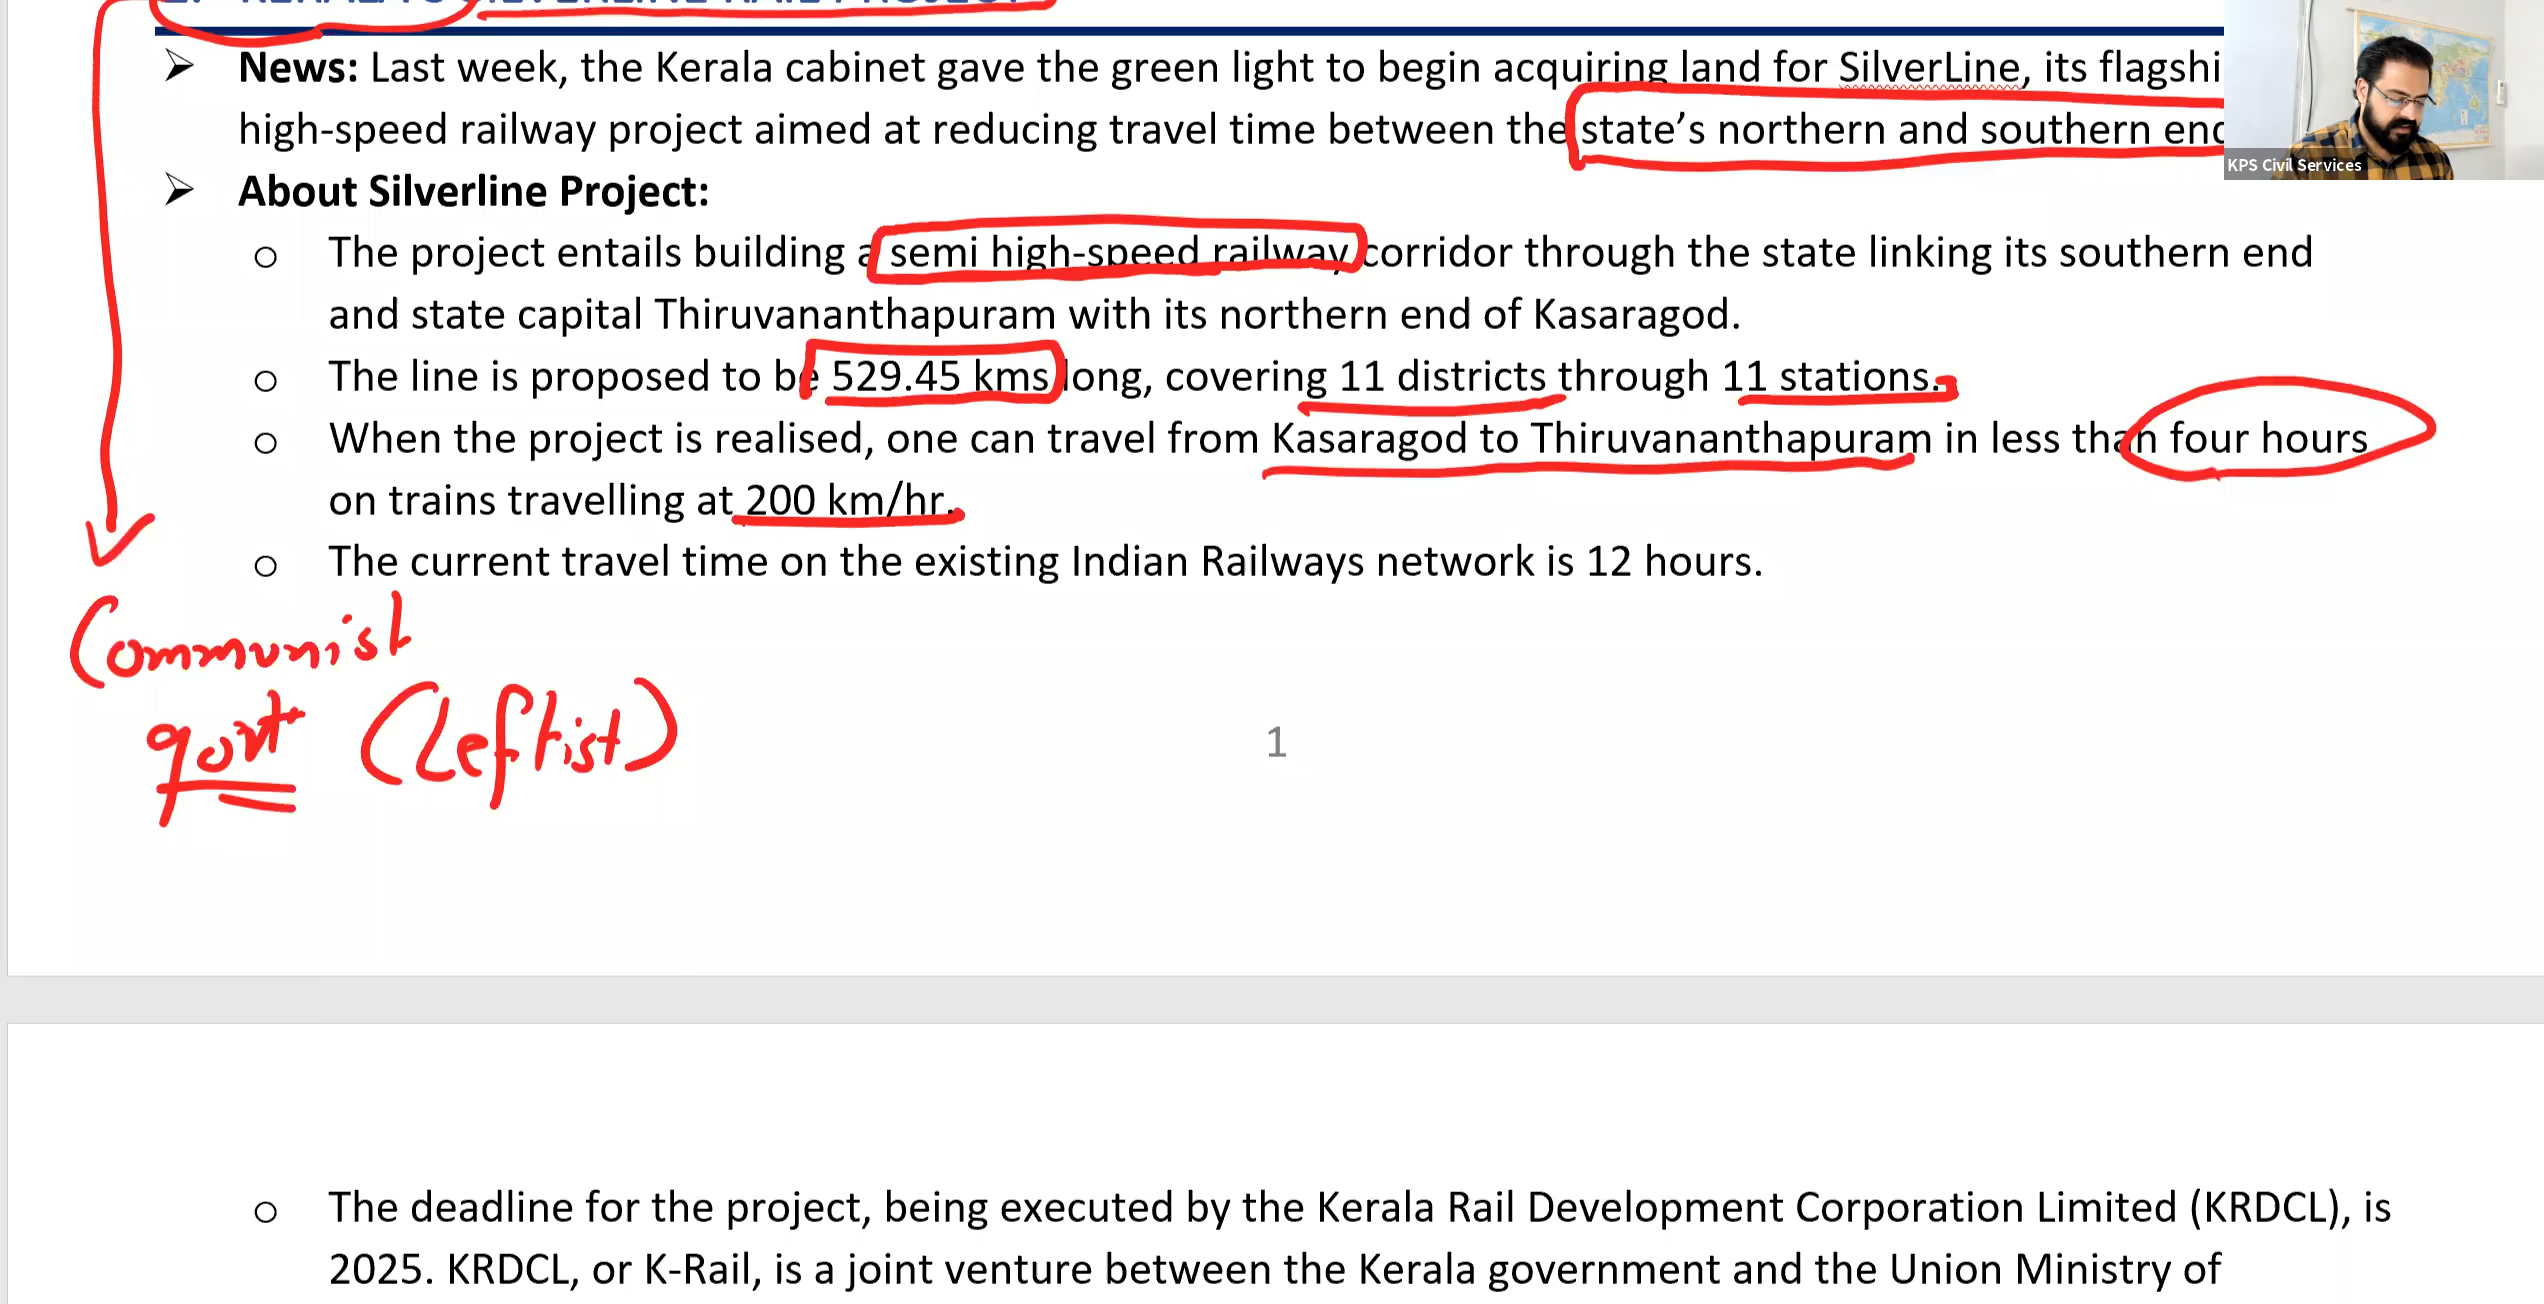 KERALA'S SILVERLINE RAIL PROJECT
News: Last week, the Kerala cabinet gave the green light to begin acquiring land for SilverLine, its flagshi
high-speed railway project aimed at reducing travel time between the state’s northern and southern end
KPS Civil Services
About Silverline Project:
The project entails building a semi high-speed railway corridor through the state linking its southern end
and state capital Thiruvananthapuram with its northern end of Kasaragod.
The line is proposed to be 529.45 kms long, covering 11 districts through 11 stations.
When the project is realised, one can travel from Kasaragod to Thiruvananthapuram in less than four hours
on trains travelling at 200 km/hr.
The current travel time on the existing Indian Railways network is 12 hours.
Communist
govt (Leftist)
1
The deadline for the project, being executed by the Kerala Rail Development Corporation Limited (KRDCL), is
2025. KRDCL, or K-Rail, is a joint venture between the Kerala government and the Union Ministry of